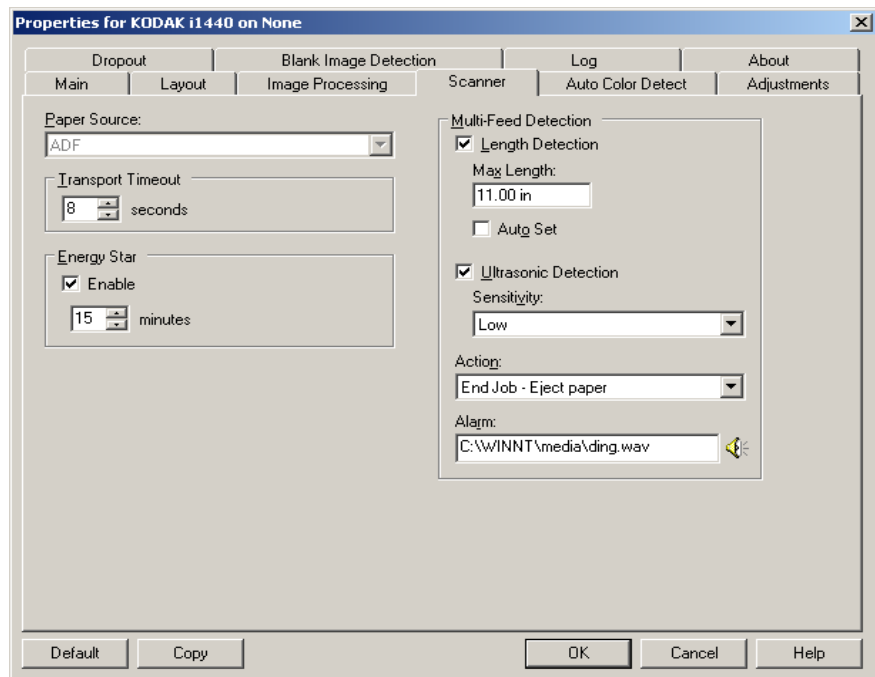 Properties for KODAK i1440 on None
Dropout
Blank Image Detection
Log
About
Main
Layout
Image Processing
Scanner
Auto Color Detect
Adjustments
Paper Source:
ADF
Transport Timeout
8 seconds
Energy Star
Enable
15 minutes
Multi-Feed Detection
Length Detection
Max Length:
11.00 in
Auto Set
Ultrasonic Detection
Sensitivity:
Low
Action:
End Job - Eject paper
Alarm:
C:\WINNT\media\ding.wav
Default
Copy
OK
Cancel
Help